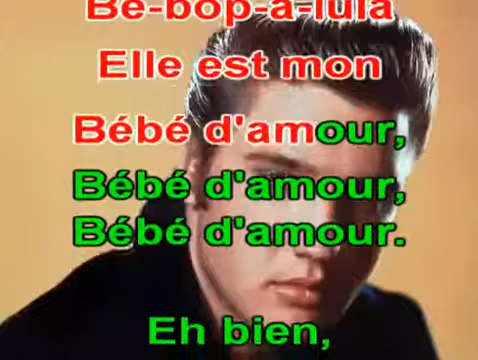 Be-bop-a-lula
Elle est mon
Bébé d'amour,
Bébé d'amour,
Bébé d'amour.
Eh bien,